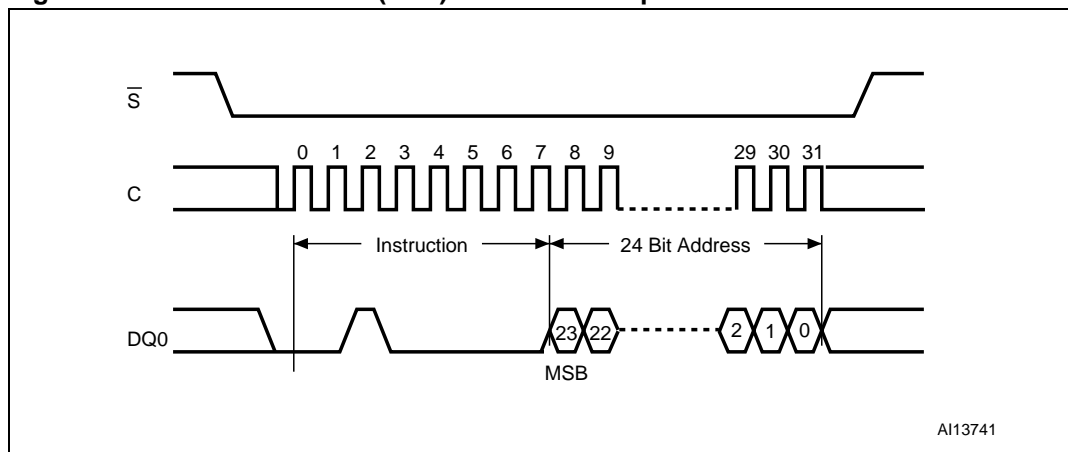 S
0 1 2 3 4 5 6 7 8 9 29 30 31
C
Instruction 24 Bit Address
DQ0 23 22 2 1 0
MSB
AI13741